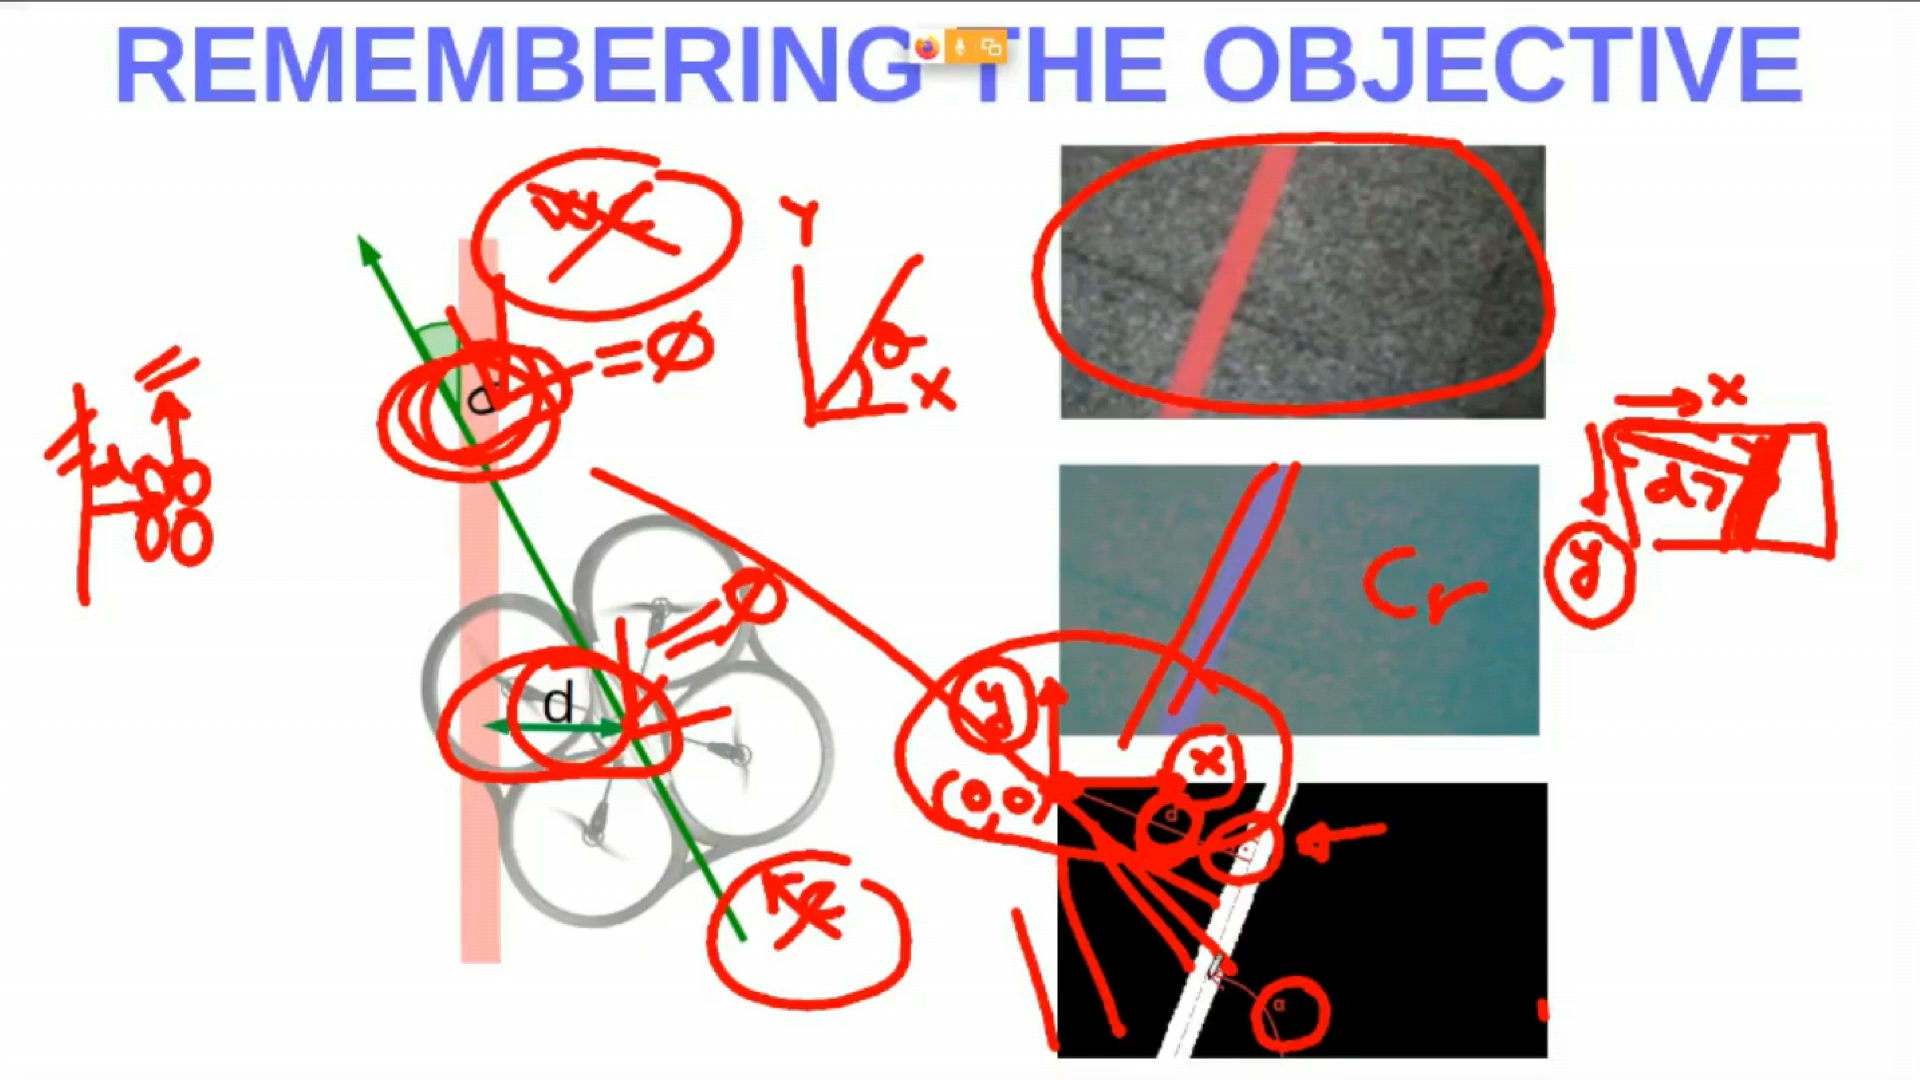 REMEMBERING THE OBJECTIVE
Y
= ∅
α
X
x
d
d?
y
Cr
= ∅
d
y
x
(0,0)
d
α